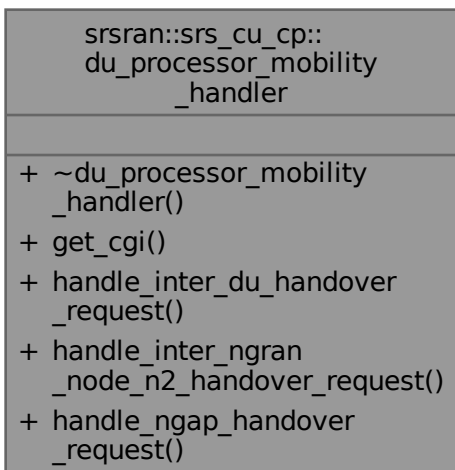 srsran::srs_cu_cp::
du_processor_mobility
_handler
+ ~du_processor_mobility
_handler()
+ get_cgi()
+ handle_inter_du_handover
_request()
+ handle_inter_ngran
_node_n2_handover_request()
+ handle_ngap_handover
_request()